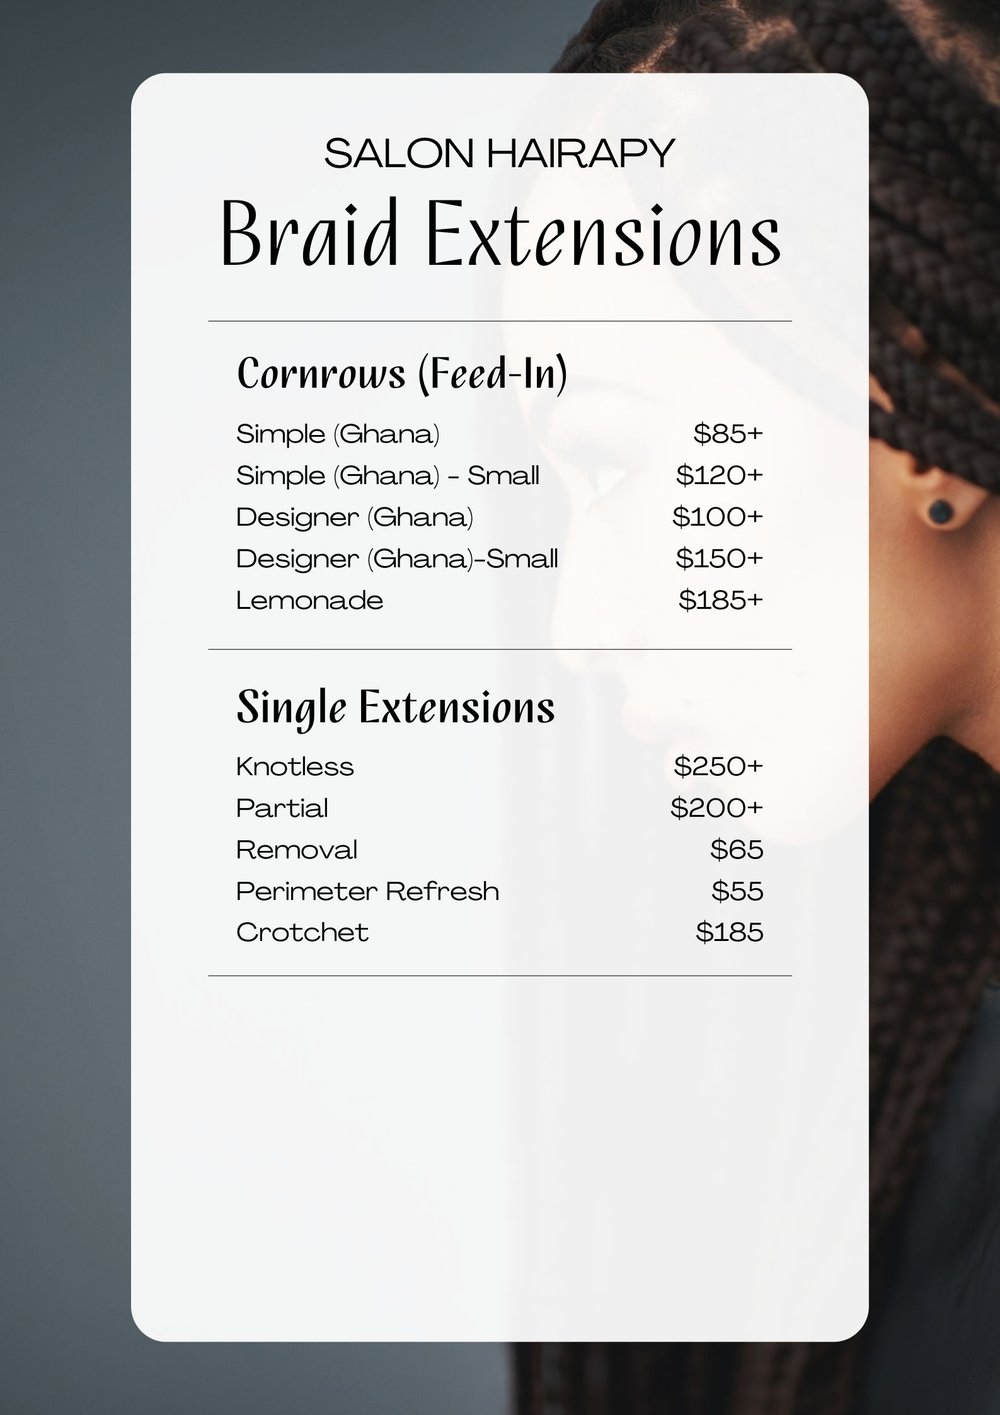 SALON HAIRAPY
Braid Extensions
Cornrows (Feed-In)
Simple (Ghana) $85+
Simple (Ghana) - Small $120+
Designer (Ghana) $100+
Designer (Ghana)-Small $150+
Lemonade $185+
Single Extensions
Knotless $250+
Partial $200+
Removal $65
Perimeter Refresh $55
Crotchet $185